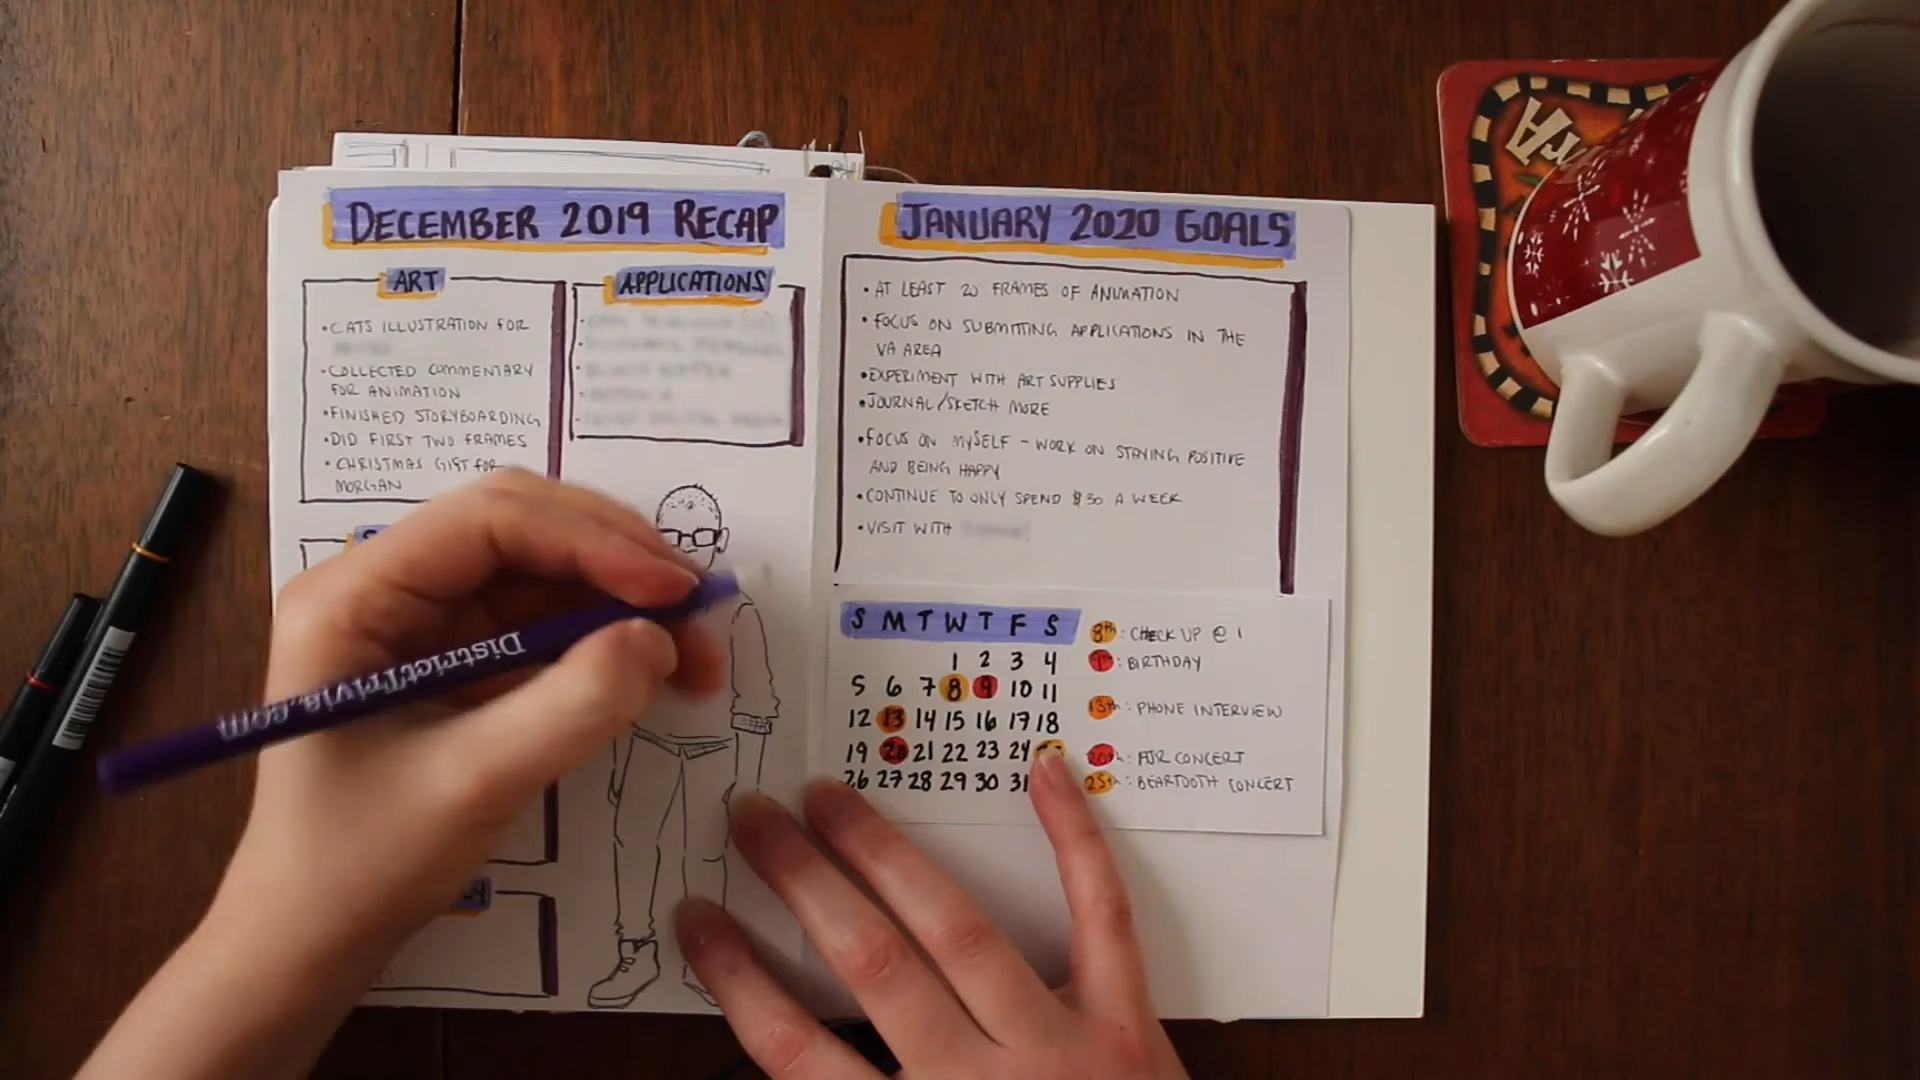 DECEMBER 2019 RECAP
ART
•CATS ILLUSTRATION FOR
•COLLECTED COMMENTARY
FOR ANIMATION
•FINISHED STORYBOARDING
•DID FIRST TWO FRAMES
•CHRISTMAS GIFT FOR
MORGAN
APPLICATIONS
JANUARY 2020 GOALS
•AT LEAST 20 FRAMES OF ANIMATION
•FOCUS ON SUBMITTING APPLICATIONS IN THE
VA AREA
•EXPERIMENT WITH ART SUPPLIES
•JOURNAL/SKETCH MORE
•FOCUS ON MYSELF - WORK ON STAYING POSITIVE
AND BEING HAPPY
•CONTINUE TO ONLY SPEND $30 A WEEK
•VISIT WITH
S M T W T F S
1 2 3 4
5 6 7 8 9 10 11
12 13 14 15 16 17 18
19 20 21 22 23 24
26 27 28 29 30 31
8th: CHECK UP @ 1
9th: BIRTHDAY
13th: PHONE INTERVIEW
20th: AJR CONCERT
25th: BEARTOOTH CONCERT
DistrictTrivia.com